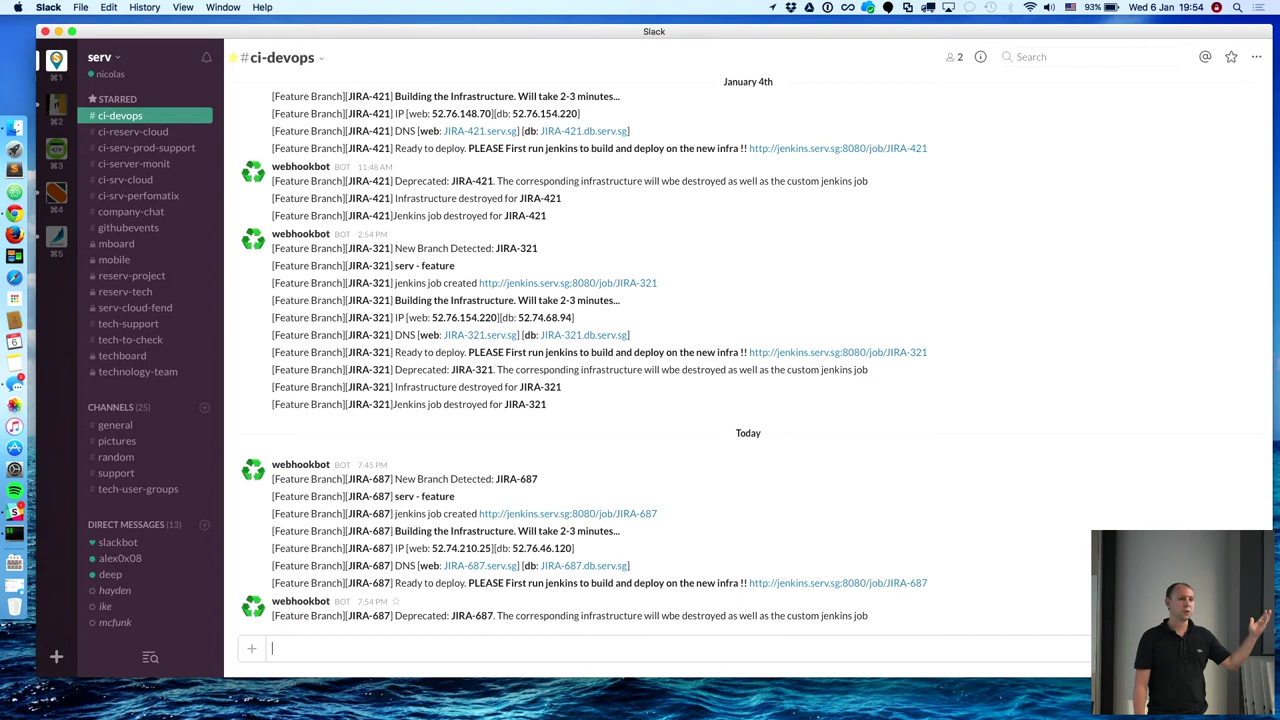 Slack File Edit View History Window Help
93% Wed 6 Jan 19:54
Slack
serv
nicolas
#ci-devops
2
Search
⌘1
⌘2
⌘3
⌘4
⌘5
STARRED
# ci-devops
# ci-reserv-cloud
# ci-serv-prod-support
# ci-server-monit
# ci-srv-cloud
# ci-srv-perfomatix
# company-chat
# githubevents
mboard
mobile
reserv-project
reserv-tech
serv-cloud-fend
# tech-support
# tech-to-check
techboard
# technology-team
CHANNELS (25)
# general
# pictures
# random
# support
# tech-user-groups
DIRECT MESSAGES (13)
slackbot
alex0x08
deep
hayden
ike
mcfunk
January 4th
[Feature Branch][JIRA-421] Building the Infrastructure. Will take 2-3 minutes...
[Feature Branch][JIRA-421] IP [web: 52.76.148.70][db: 52.76.154.220]
[Feature Branch][JIRA-421] DNS [web: JIRA-421.serv.sg] [db: JIRA-421.db.serv.sg]
[Feature Branch][JIRA-421] Ready to deploy. PLEASE First run jenkins to build and deploy on the new infra !! http://jenkins.serv.sg:8080/job/JIRA-421
webhookbot BOT 11:48 AM
[Feature Branch][JIRA-421] Deprecated: JIRA-421. The corresponding infrastructure will wbe destroyed as well as the custom jenkins job
[Feature Branch][JIRA-421] Infrastructure destroyed for JIRA-421
[Feature Branch][JIRA-421]Jenkins job destroyed for JIRA-421
webhookbot BOT 2:54 PM
[Feature Branch][JIRA-321] New Branch Detected: JIRA-321
[Feature Branch][JIRA-321] serv - feature
[Feature Branch][JIRA-321] jenkins job created http://jenkins.serv.sg:8080/job/JIRA-321
[Feature Branch][JIRA-321] Building the Infrastructure. Will take 2-3 minutes...
[Feature Branch][JIRA-321] IP [web: 52.76.154.220][db: 52.74.68.94]
[Feature Branch][JIRA-321] DNS [web: JIRA-321.serv.sg] [db: JIRA-321.db.serv.sg]
[Feature Branch][JIRA-321] Ready to deploy. PLEASE First run jenkins to build and deploy on the new infra !! http://jenkins.serv.sg:8080/job/JIRA-321
[Feature Branch][JIRA-321] Deprecated: JIRA-321. The corresponding infrastructure will wbe destroyed as well as the custom jenkins job
[Feature Branch][JIRA-321] Infrastructure destroyed for JIRA-321
[Feature Branch][JIRA-321]Jenkins job destroyed for JIRA-321
Today
webhookbot BOT 7:45 PM
[Feature Branch][JIRA-687] New Branch Detected: JIRA-687
[Feature Branch][JIRA-687] serv - feature
[Feature Branch][JIRA-687] jenkins job created http://jenkins.serv.sg:8080/job/JIRA-687
[Feature Branch][JIRA-687] Building the Infrastructure. Will take 2-3 minutes...
[Feature Branch][JIRA-687] IP [web: 52.74.210.25][db: 52.76.46.120]
[Feature Branch][JIRA-687] DNS [web: JIRA-687.serv.sg] [db: JIRA-687.db.serv.sg]
[Feature Branch][JIRA-687] Ready to deploy. PLEASE First run jenkins to build and deploy on the new infra !! http://jenkins.serv.sg:8080/job/JIRA-687
webhookbot BOT 7:54 PM
[Feature Branch][JIRA-687] Deprecated: JIRA-687. The corresponding infrastructure will wbe destroyed as well as the custom jenkins job